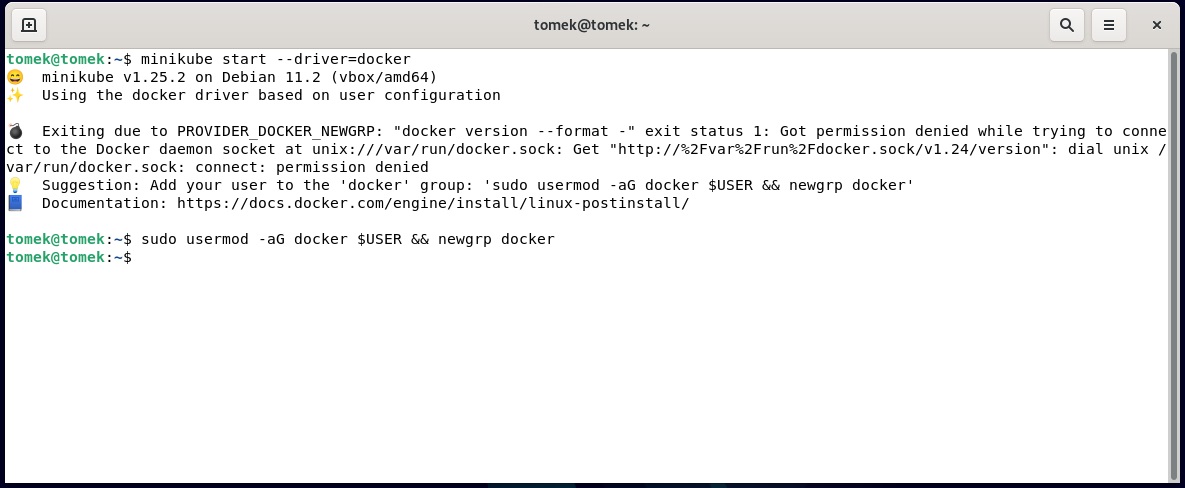 tomek@tomek: ~
tomek@tomek:~$ minikube start --driver=docker
😄  minikube v1.25.2 on Debian 11.2 (vbox/amd64)
✨  Using the docker driver based on user configuration
💣  Exiting due to PROVIDER_DOCKER_NEWGRP: "docker version --format -" exit status 1: Got permission denied while trying to conne
ct to the Docker daemon socket at unix:///var/run/docker.sock: Get "http://%2Fvar%2Frun%2Fdocker.sock/v1.24/version": dial unix /
var/run/docker.sock: connect: permission denied
💡  Suggestion: Add your user to the 'docker' group: 'sudo usermod -aG docker $USER && newgrp docker'
📘  Documentation: https://docs.docker.com/engine/install/linux-postinstall/
tomek@tomek:~$ sudo usermod -aG docker $USER && newgrp docker
tomek@tomek:~$